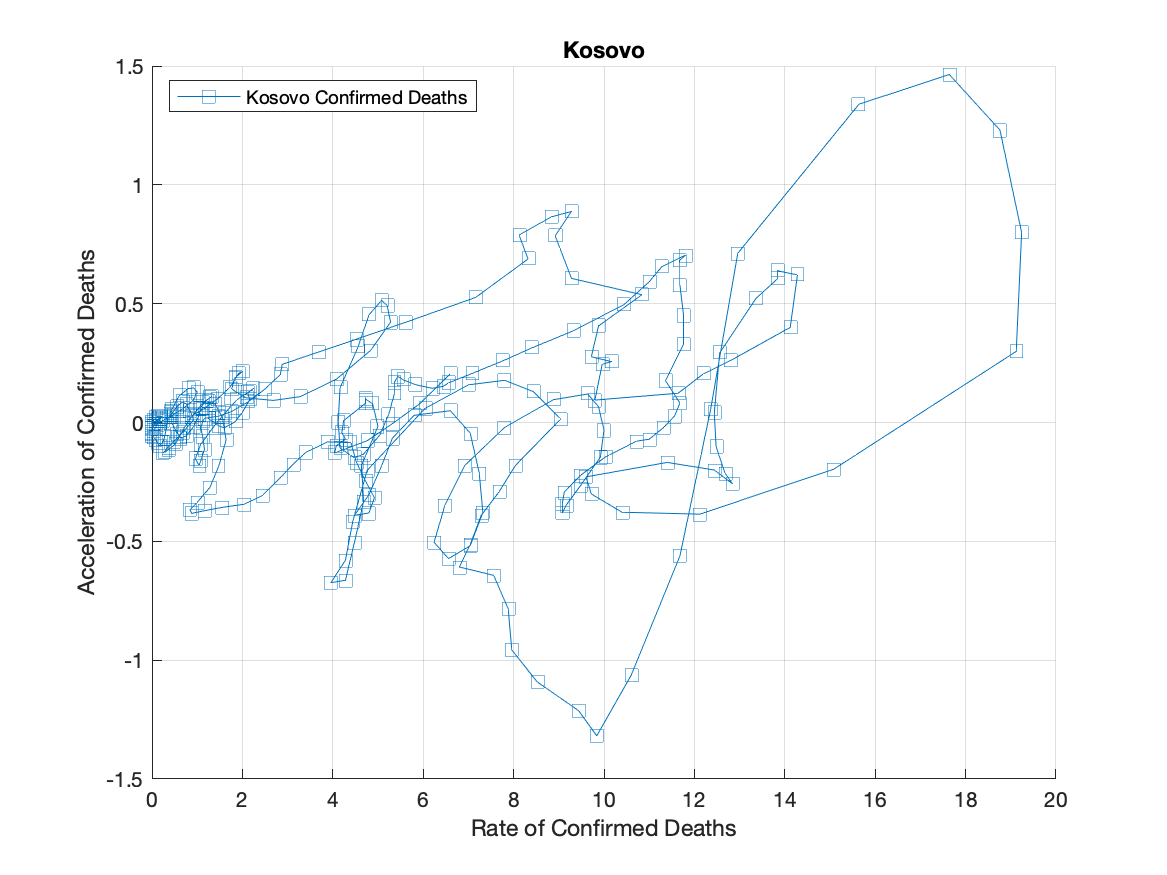 Kosovo
Kosovo Confirmed Deaths
1.5
1
0.5
0
-0.5
-1
-1.5
Acceleration of Confirmed Deaths
0 2 4 6 8 10 12 14 16 18 20
Rate of Confirmed Deaths